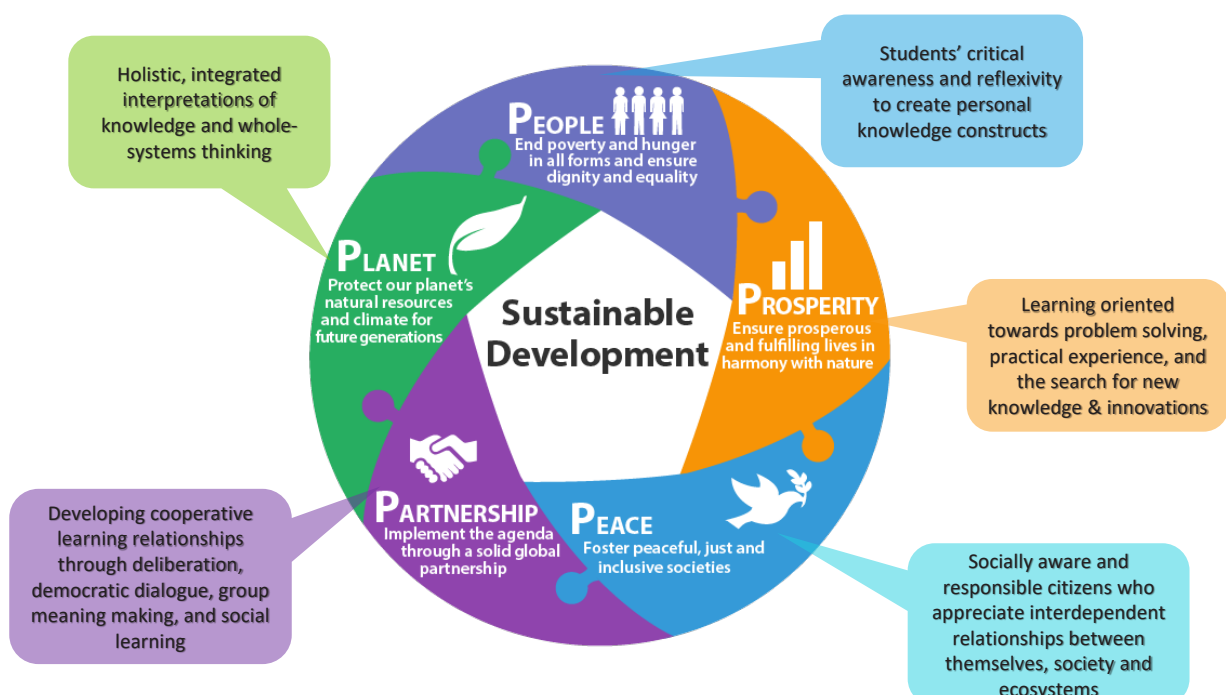 Holistic, integrated
interpretations of
knowledge and whole-
systems thinking
Students’ critical
awareness and reflexivity
to create personal
knowledge constructs
PEOPLE
End poverty and hunger
in all forms and ensure
dignity and equality
PLANET
Protect our planet’s
natural resources
and climate for
future generations
Sustainable
Development
PROSPERITY
Ensure prosperous
and fulfilling lives in
harmony with nature
Learning oriented
towards problem solving,
practical experience, and
the search for new
knowledge & innovations
Developing cooperative
learning relationships
through deliberation,
democratic dialogue, group
meaning making, and social
learning
PARTNERSHIP
Implement the agenda
through a solid global
partnership
PEACE
Foster peaceful, just and
inclusive societies
Socially aware and
responsible citizens who
appreciate interdependent
relationships between
themselves, society and
ecosystems